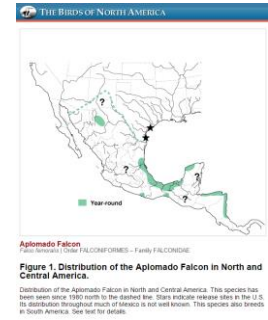 THE BIRDS OF NORTH AMERICA
?
?
?
?
Year-round
Aplomado Falcon
Falco femoralis | Order FALCONIFORMES – Family FALCONIDAE
Figure 1. Distribution of the Aplomado Falcon in North and
Central America.
Distribution of the Aplomado Falcon in North and Central America. This species has
been seen since 1980 north to the dashed line. Stars indicate release sites in the U.S.
Its distribution throughout much of Mexico is not well known. This species also breeds
in South America. See text for details.